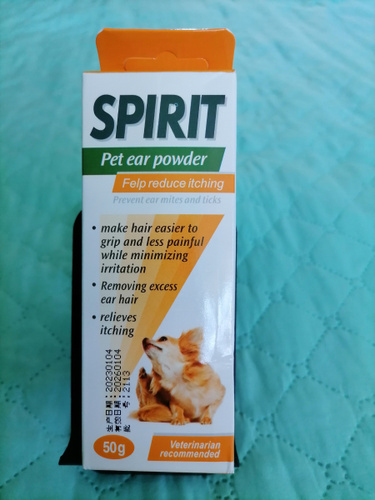 SPIRIT
Pet ear powder
Felp reduce itching
Prevent ear mites and ticks
• make hair easier to
grip and less painful
while minimizing
irritation
• Removing excess
ear hair
• relieves
itching
生产日期：20230104
有效日期：20260104
2113
50g
Veterinarian
recommended